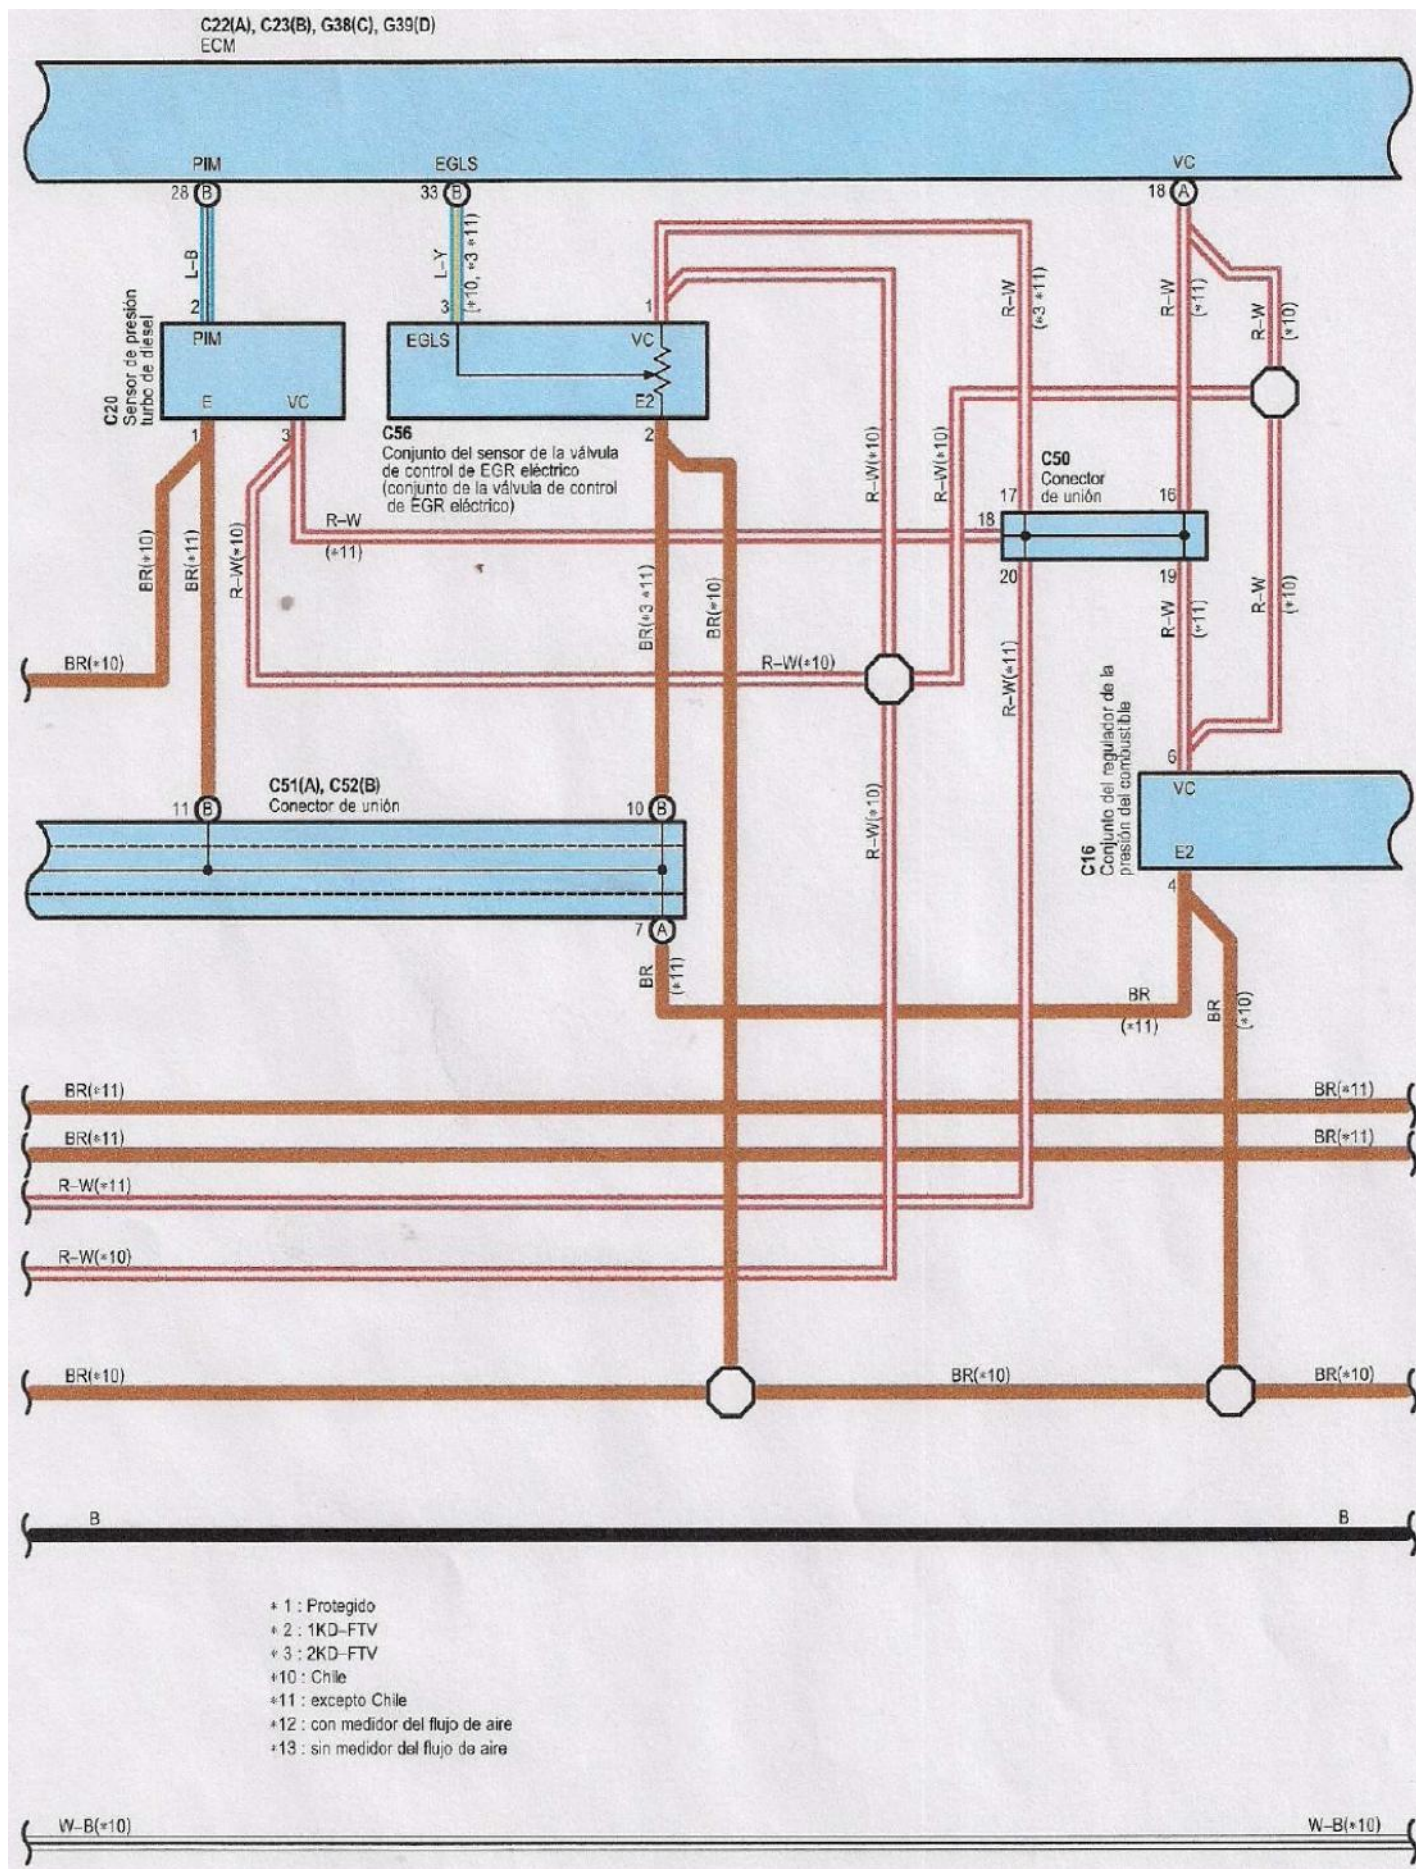 C22(A), C23(B), G38(C), G39(D)
ECM
PIM
EGLS
VC
28 B
33 B
18 A
L–B
L–Y
(*10, *3 *11)
R–W
(*3 *11)
R–W
(*11)
R–W
(*10)
2
3
1
C20
Sensor de presión
turbo de diesel
PIM
E
VC
EGLS
VC
E2
1
3
2
C56
Conjunto del sensor de la válvula
de control de EGR eléctrico
(conjunto de la válvula de control
de EGR eléctrico)
R–W(*10)
R–W(*10)
C50
Conector
de unión
17
16
18
20
19
R–W
(*11)
BR(*10)
BR(*11)
R–W(*10)
BR(*3 *11)
BR(*10)
R–W
(*11)
R–W
(*10)
BR(*10)
R–W(*10)
R–W(*11)
C16
Conjunto del regulador de la
presión del combustible
6
VC
E2
4
C51(A), C52(B)
Conector de unión
11 B
10 B
R–W(*10)
7 A
BR
(*11)
BR
(*11)
BR
(*10)
BR(*11)
BR(*11)
BR(*11)
BR(*11)
R–W(*11)
R–W(*10)
BR(*10)
BR(*10)
BR(*10)
B
B
* 1 : Protegido
* 2 : 1KD–FTV
* 3 : 2KD–FTV
*10 : Chile
*11 : excepto Chile
*12 : con medidor del flujo de aire
*13 : sin medidor del flujo de aire
W–B(*10)
W–B(*10)